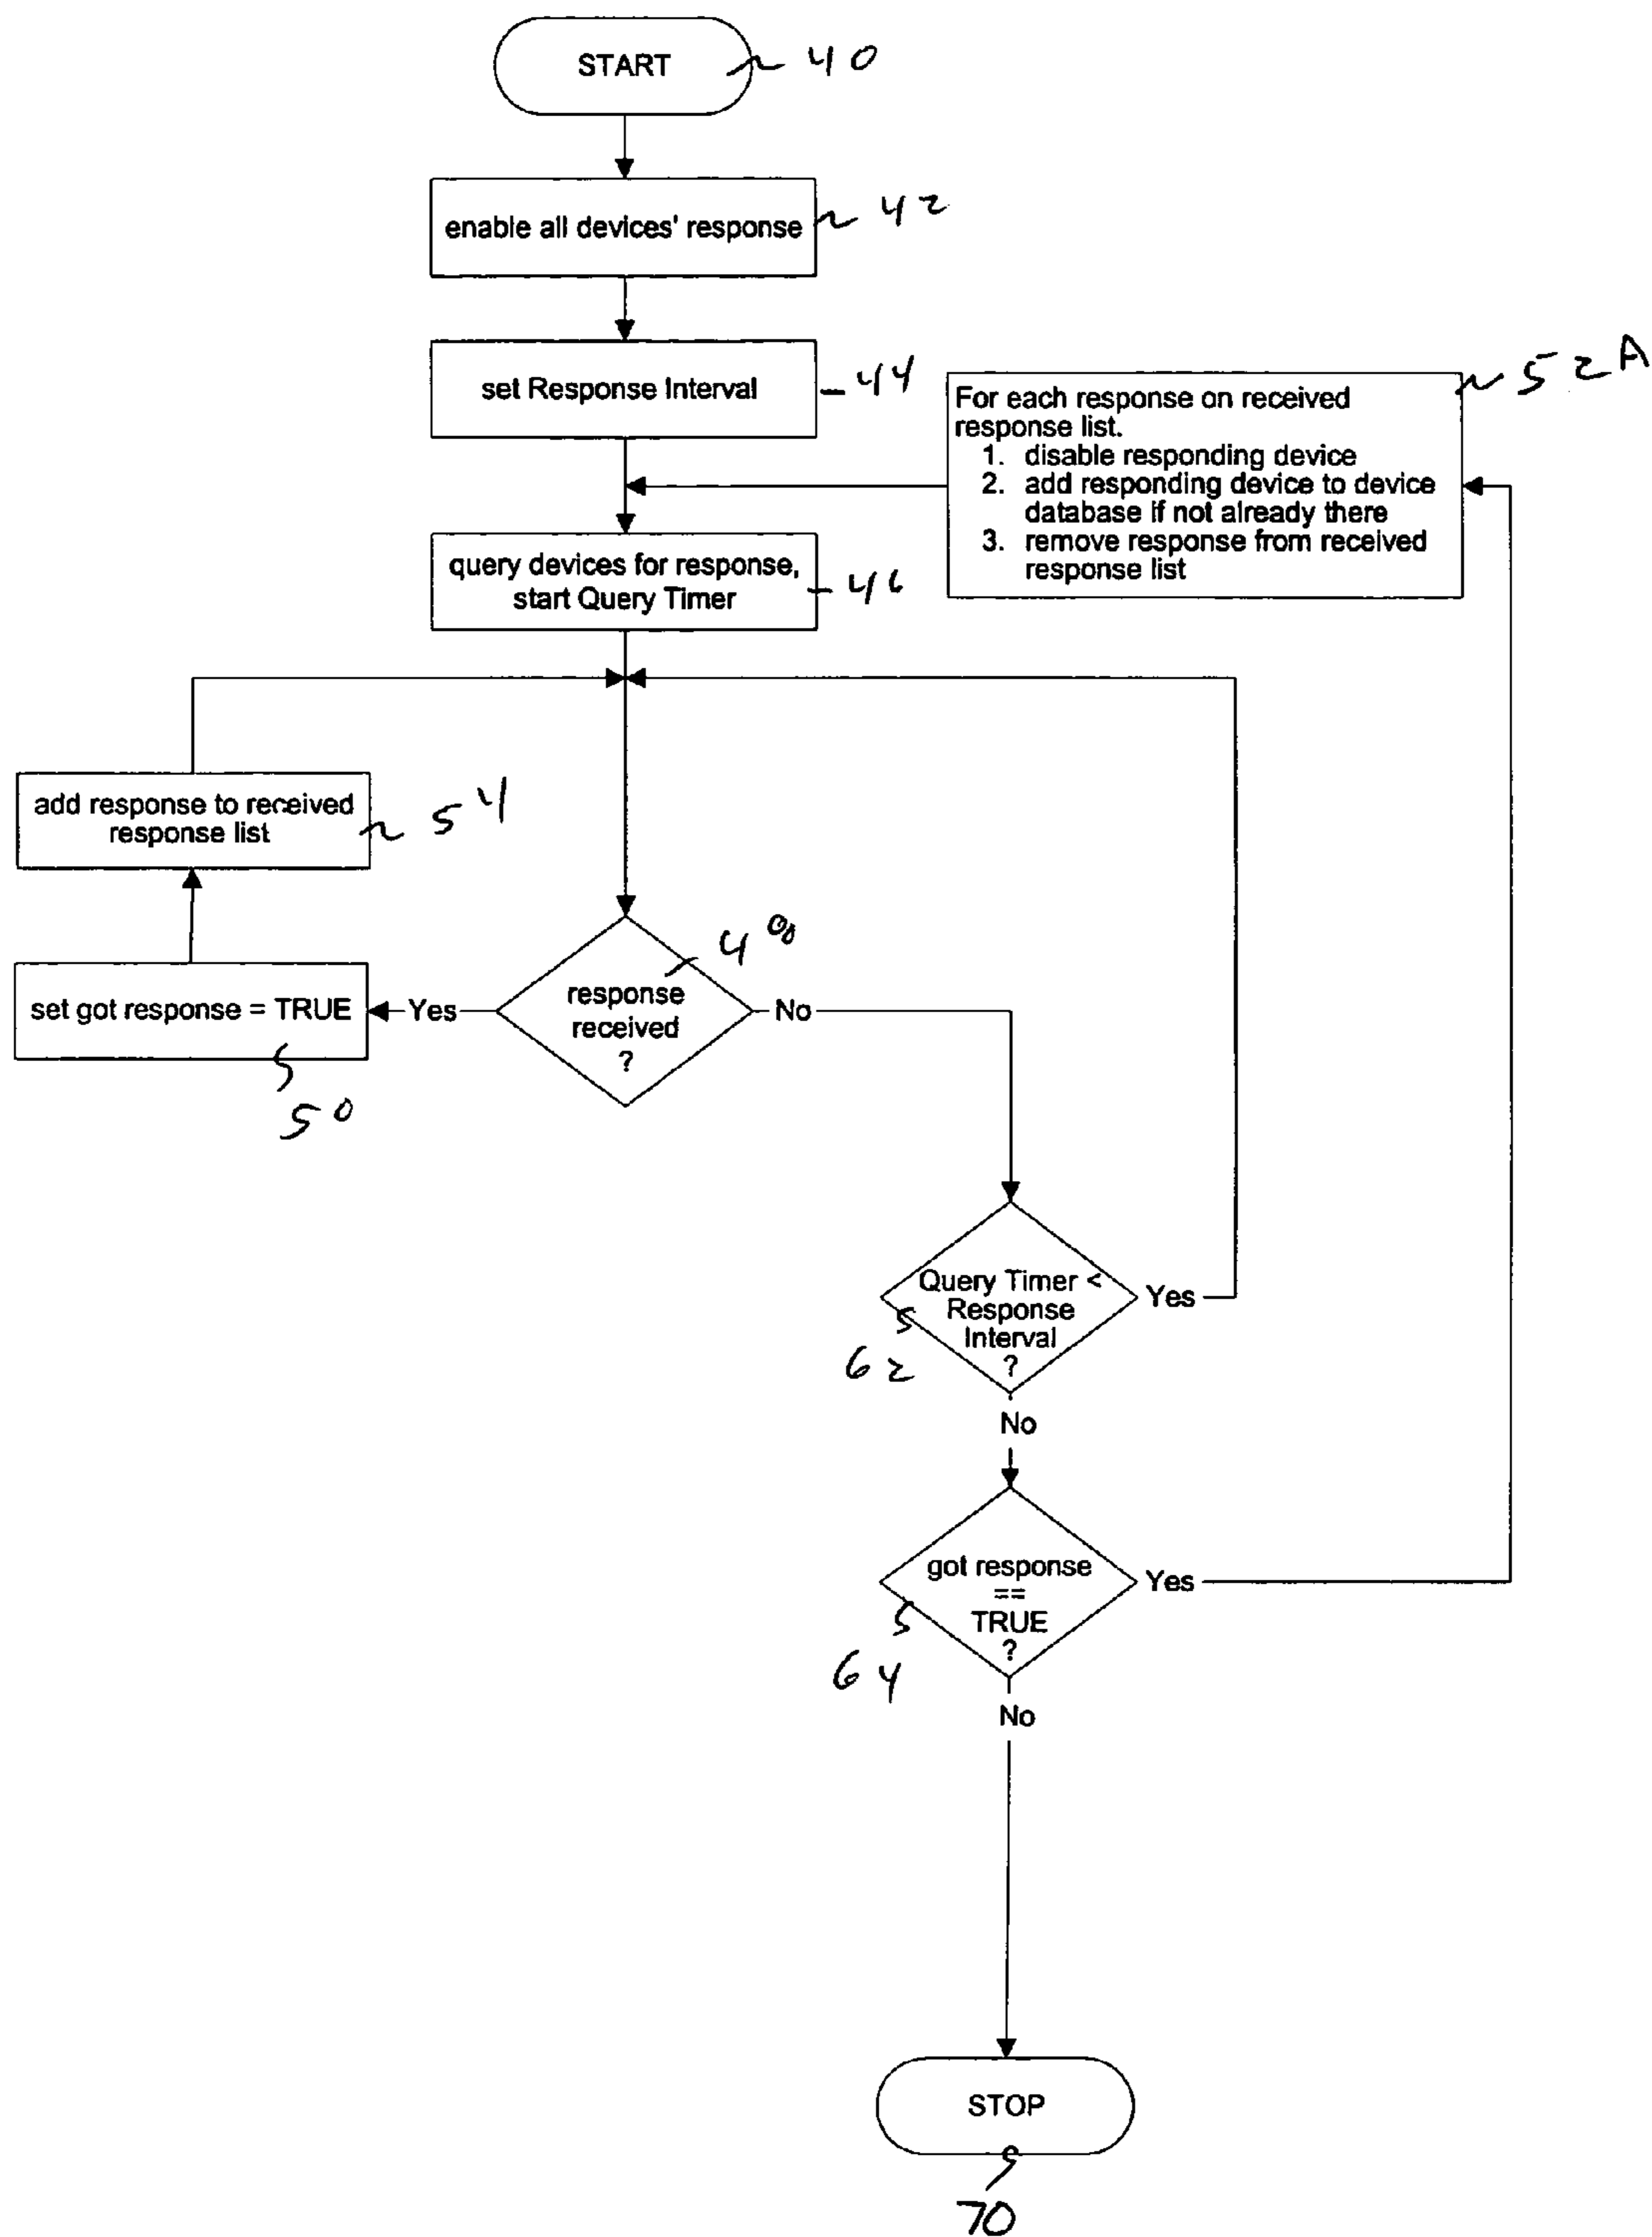 START
40
enable all devices' response
42
set Response Interval
44
52A
For each response on received
response list.
1. disable responding device
2. add responding device to device
database if not already there
3. remove response from received
response list
query devices for response,
start Query Timer
46
add response to received
response list
54
48
response
received
?
Yes
No
set got response = TRUE
50
Query Timer <
Response
Interval
?
Yes
62
No
got response
==
TRUE
?
Yes
64
No
STOP
70